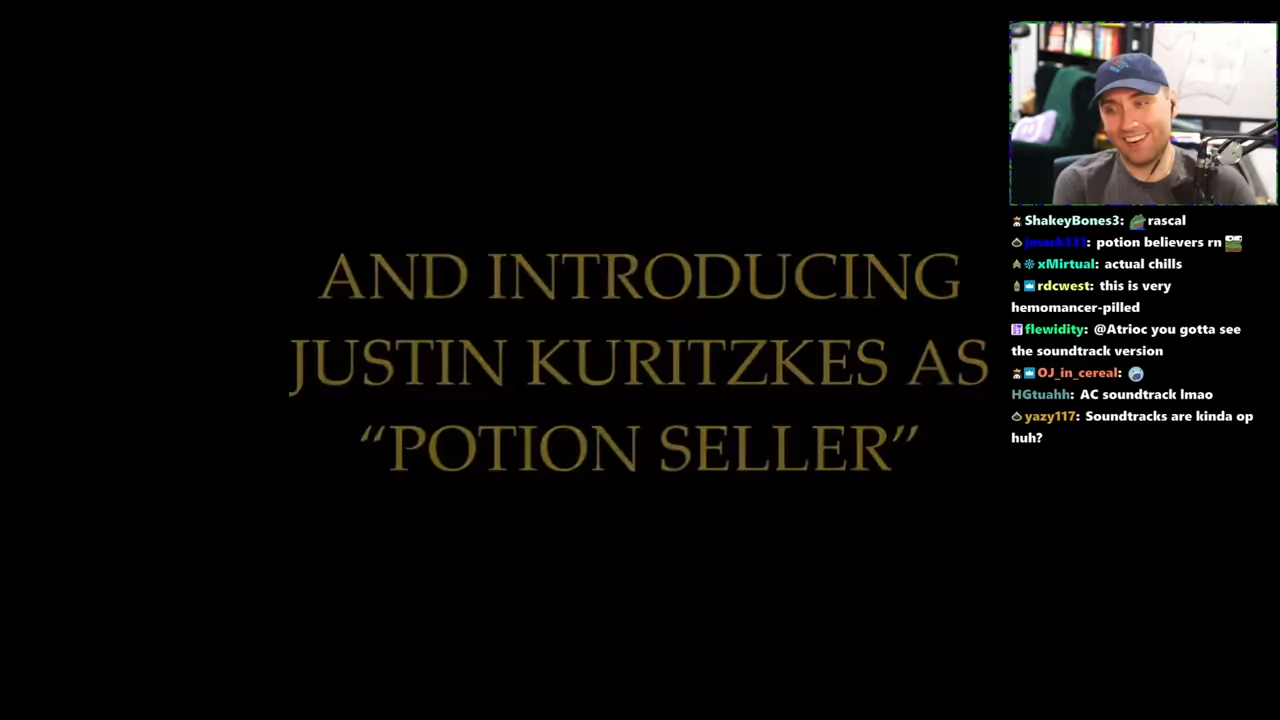 AND INTRODUCING
JUSTIN KURITZKES AS
“POTION SELLER”
ShakeyBones3: rascal
jmack331: potion believers rn
xMirtual: actual chills
rdcwest: this is very
hemomancer-pilled
flewidity: @Atrioc you gotta see
the soundtrack version
OJ_in_cereal:
HGtuahh: AC soundtrack lmao
yazy117: Soundtracks are kinda op
huh?